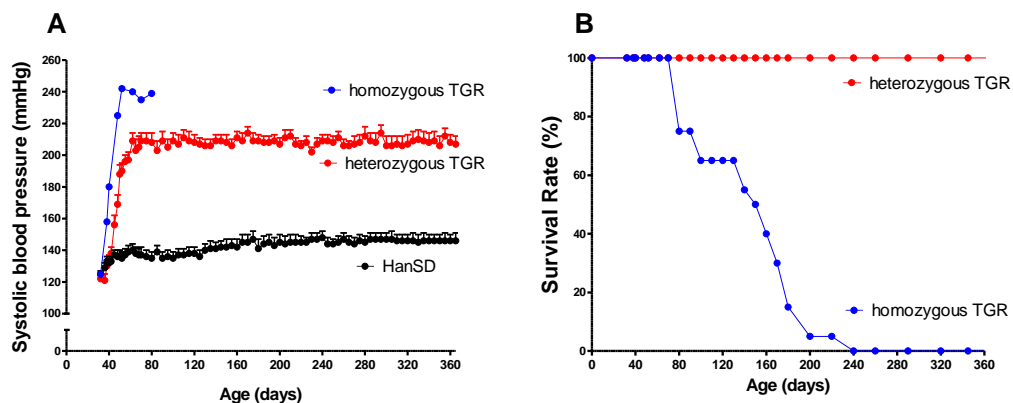 A
Systolic blood pressure (mmHg)
260
240
220
200
180
160
140
120
100
0
homozygous TGR
heterozygous TGR
HanSD
0 40 80 120 160 200 240 280 320 360
Age (days)
B
Survival Rate (%)
100
80
60
40
20
0
heterozygous TGR
homozygous TGR
0 40 80 120 160 200 240 280 320 360
Age (days)